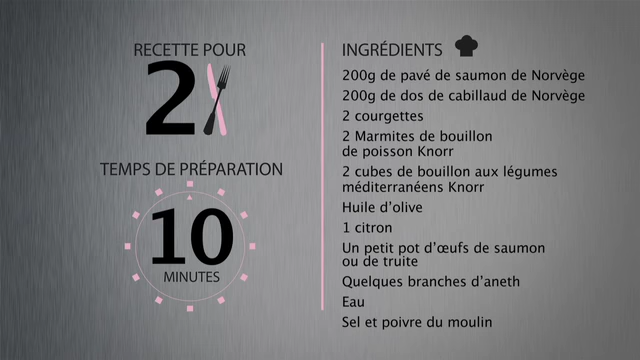 RECETTE POUR
2
TEMPS DE PRÉPARATION
10
MINUTES
INGRÉDIENTS
200g de pavé de saumon de Norvège
200g de dos de cabillaud de Norvège
2 courgettes
2 Marmites de bouillon
de poisson Knorr
2 cubes de bouillon aux légumes
méditerranéens Knorr
Huile d’olive
1 citron
Un petit pot d’œufs de saumon
ou de truite
Quelques branches d’aneth
Eau
Sel et poivre du moulin